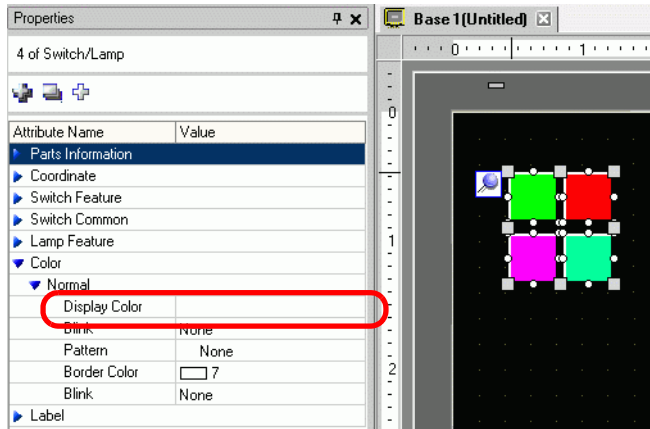 Properties
4 of Switch/Lamp
Attribute Name Value
Parts Information
Coordinate
Switch Feature
Switch Common
Lamp Feature
Color
Normal
Display Color
Blink None
Pattern None
Border Color 7
Blink None
Label
Base 1(Untitled)
0 1
0
1
2